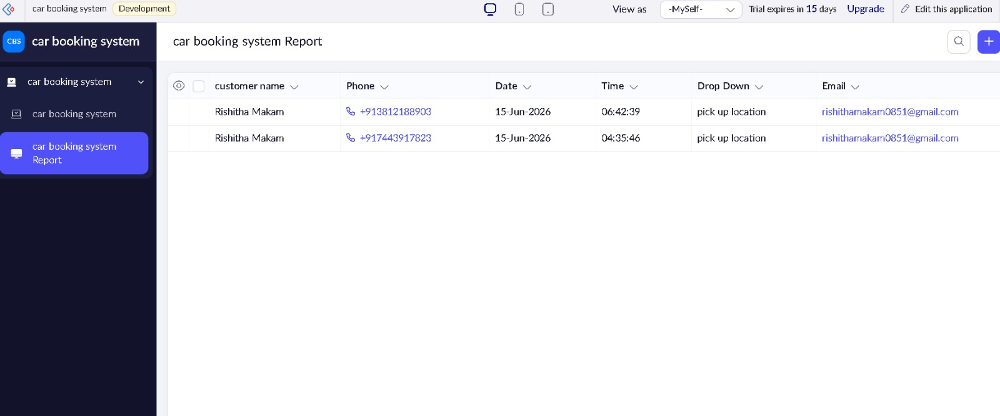 car booking system Development View as -MySelf- Trial expires in 15 days Upgrade Edit this application
CBS car booking system
car booking system Report
car booking system
car booking system
car booking system
Report
customer name Phone Date Time Drop Down Email
Rishitha Makam +913812188903 15-Jun-2026 06:42:39 pick up location rishithamakam0851@gmail.com
Rishitha Makam +917443917823 15-Jun-2026 04:35:46 pick up location rishithamakam0851@gmail.com